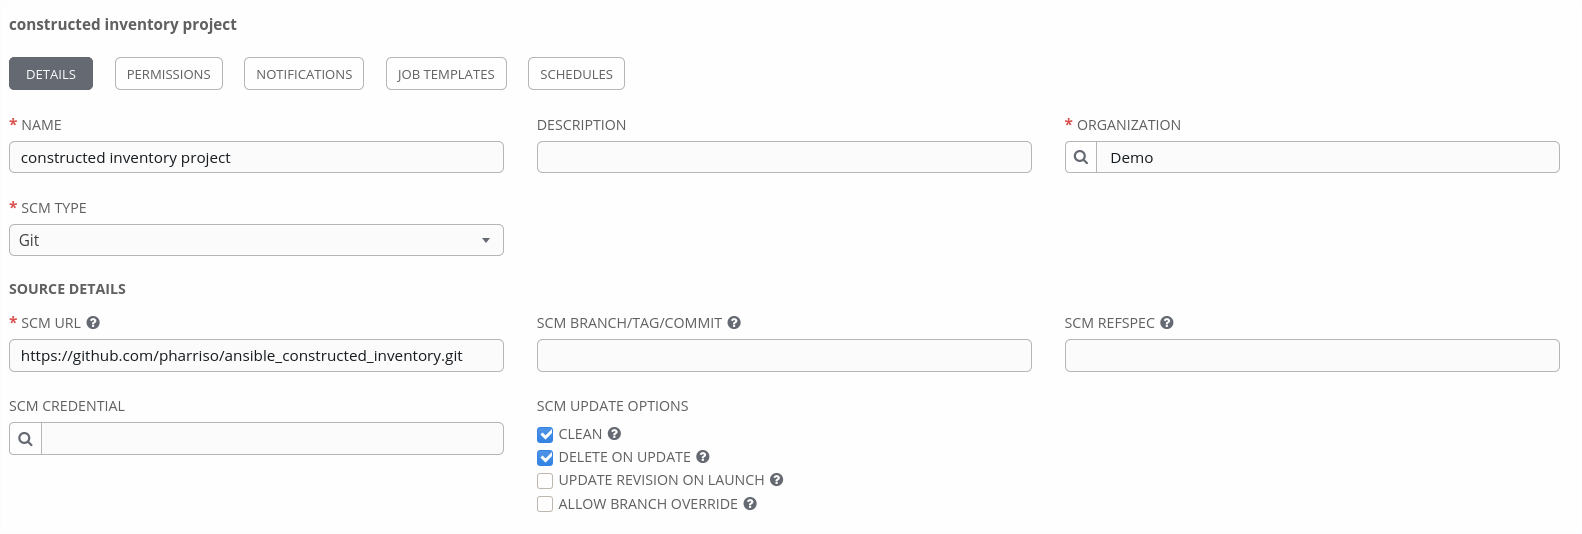 constructed inventory project
DETAILS PERMISSIONS NOTIFICATIONS JOB TEMPLATES SCHEDULES
* NAME DESCRIPTION * ORGANIZATION
constructed inventory project Demo
* SCM TYPE
Git
SOURCE DETAILS
* SCM URL ? SCM BRANCH/TAG/COMMIT ? SCM REFSPEC ?
https://github.com/pharriso/ansible_constructed_inventory.git
SCM CREDENTIAL SCM UPDATE OPTIONS
CLEAN ?
DELETE ON UPDATE ?
UPDATE REVISION ON LAUNCH ?
ALLOW BRANCH OVERRIDE ?